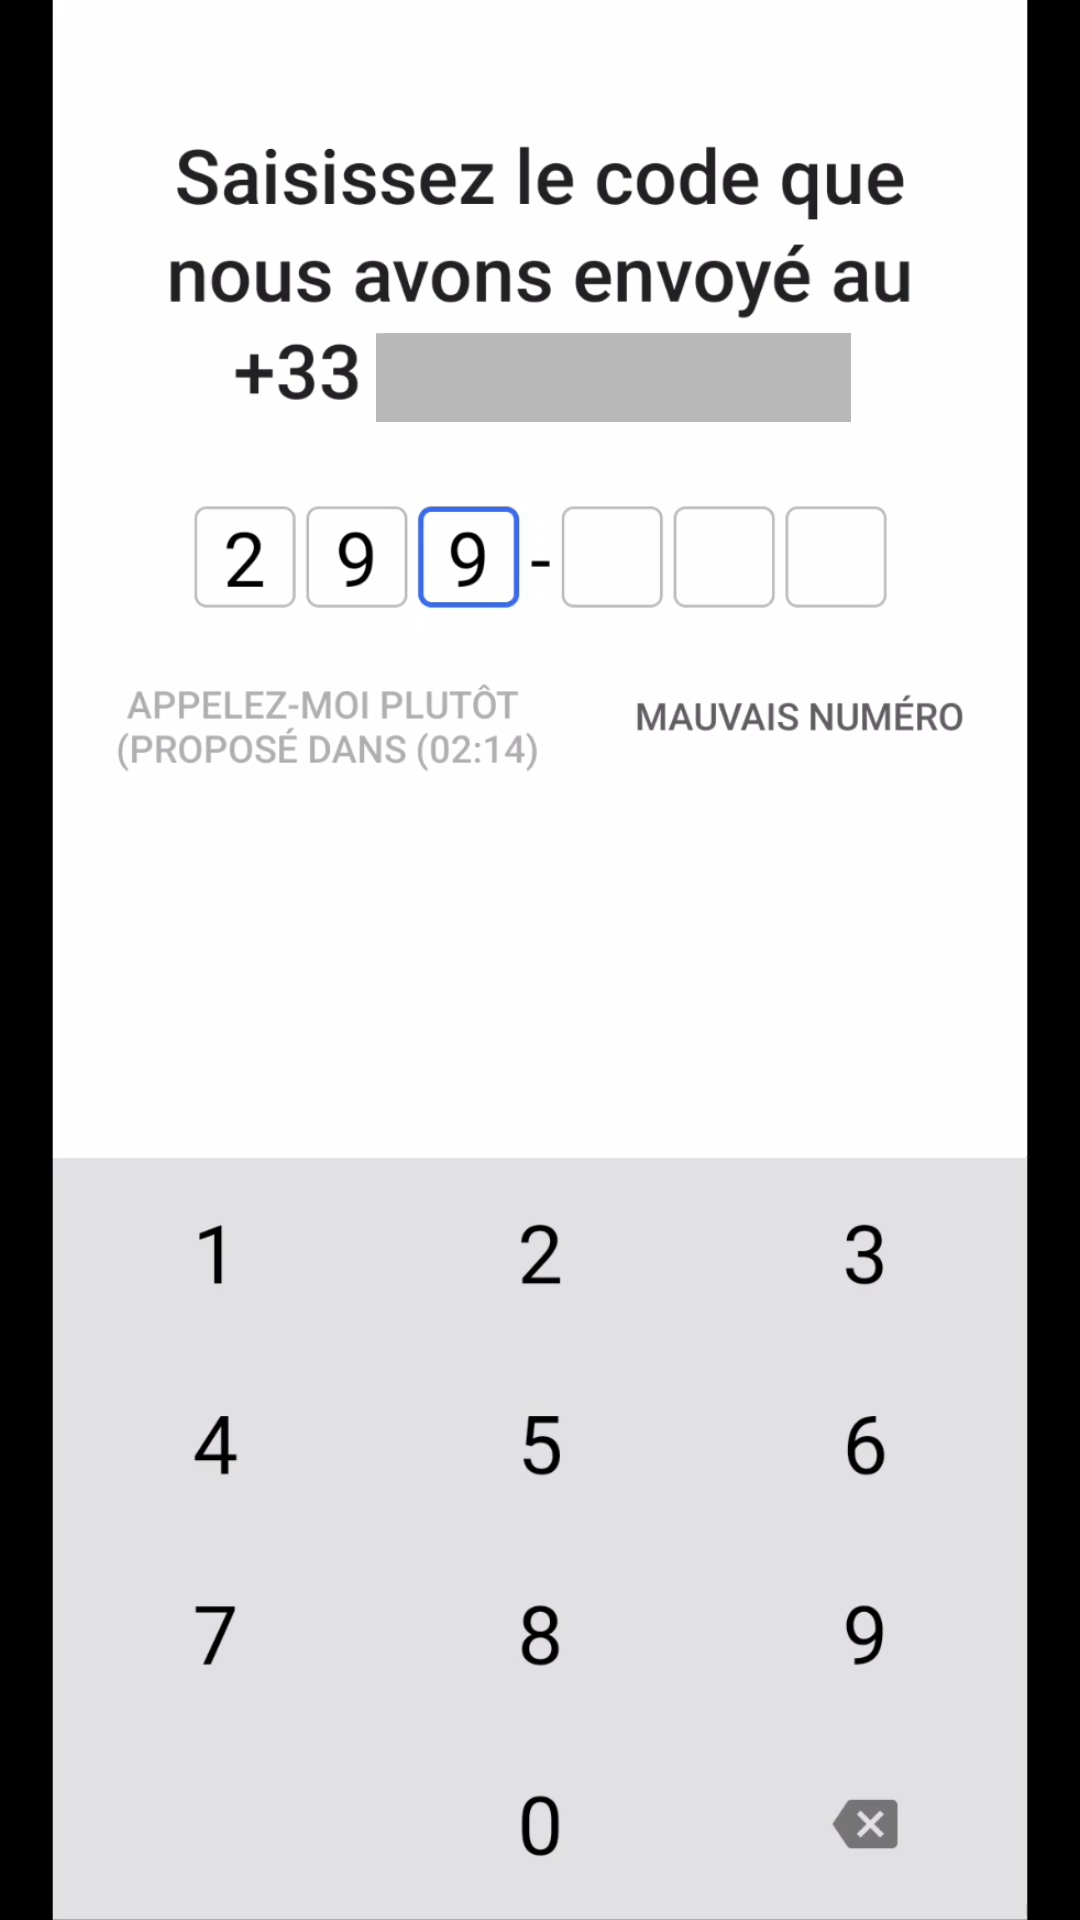 Saisissez le code que
nous avons envoyé au
+33
2 9 9 -
APPELEZ-MOI PLUTÔT
(PROPOSÉ DANS (02:14)
MAUVAIS NUMÉRO
1 2 3
4 5 6
7 8 9
0